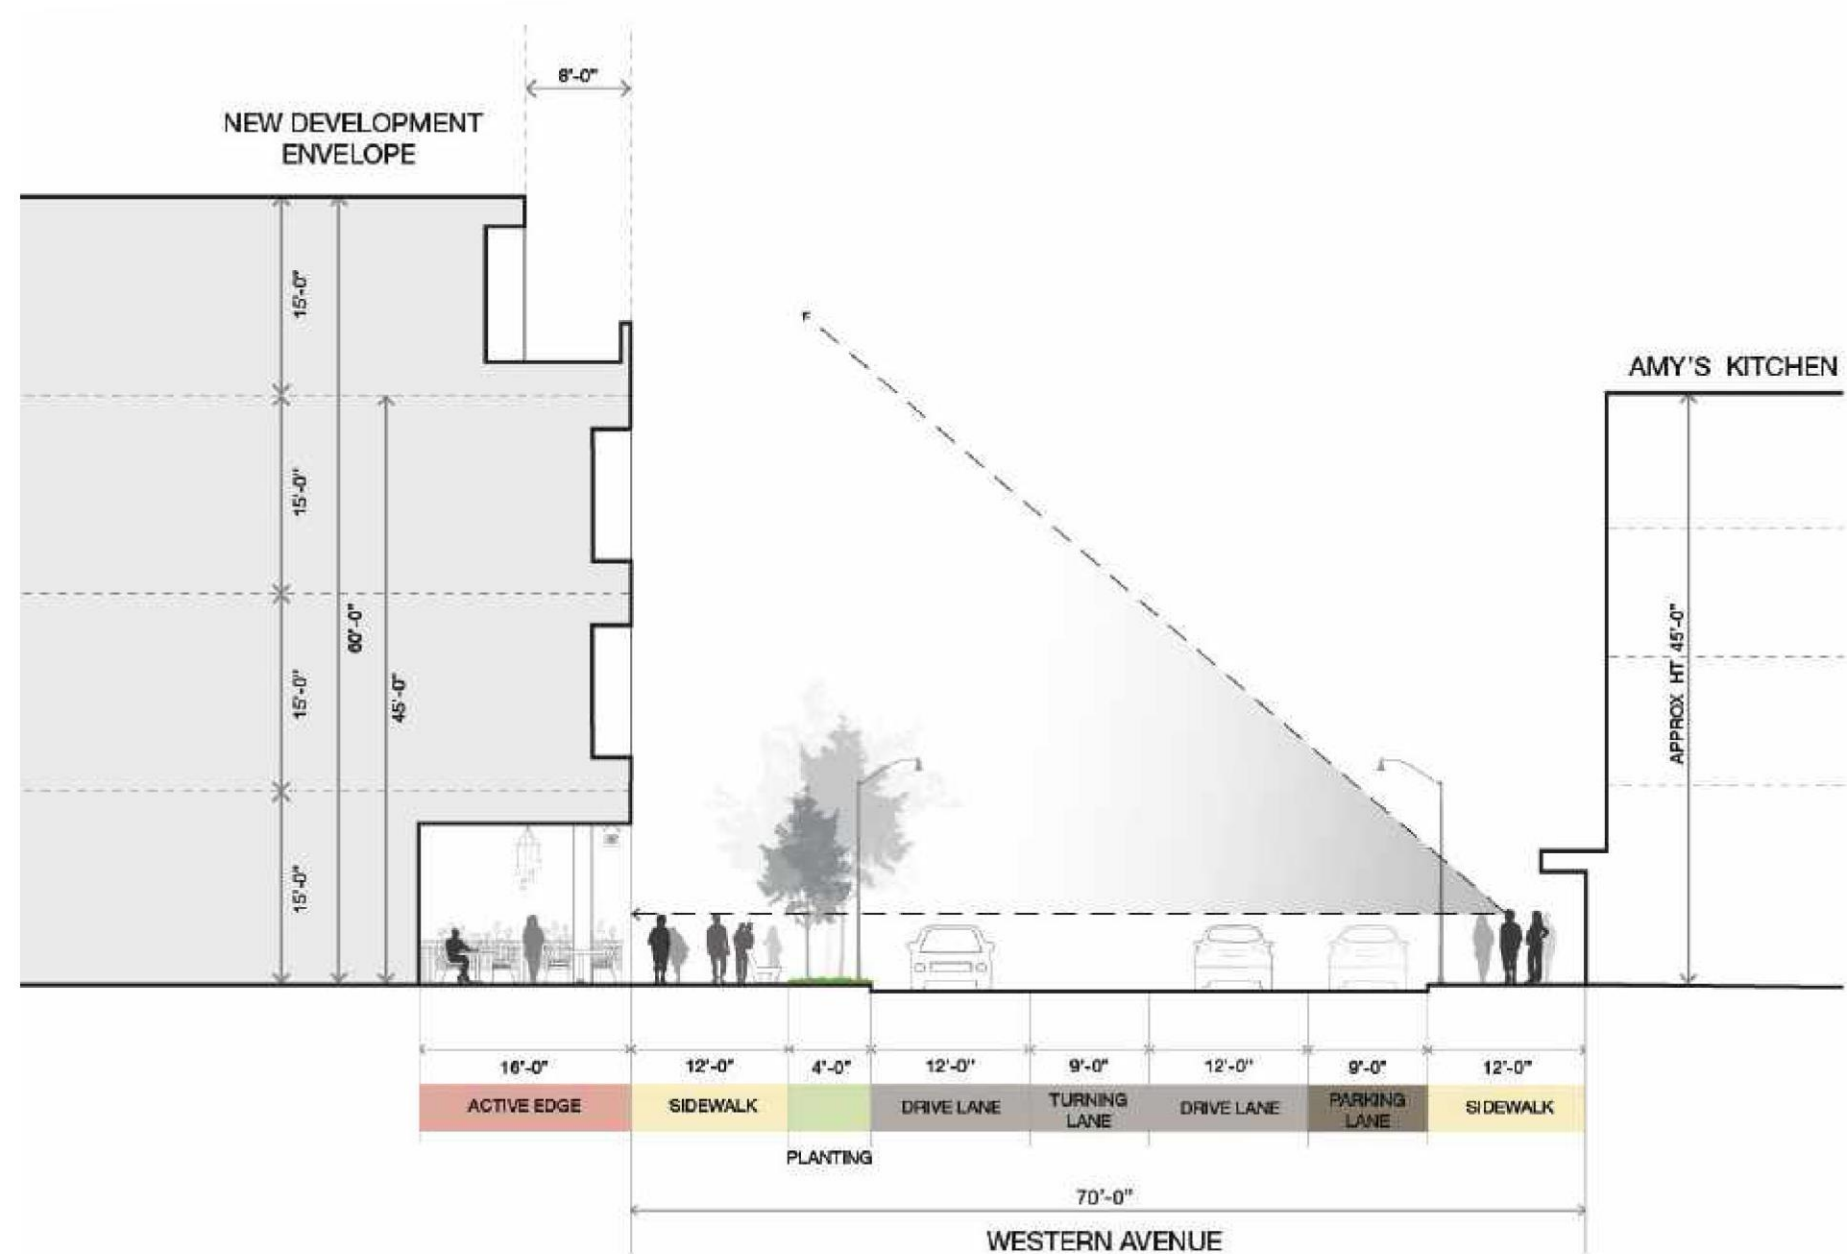 8'-0"
NEW DEVELOPMENT
ENVELOPE
AMY'S KITCHEN
15'-0"
15'-0"
15'-0"
15'-0"
60'-0"
45'-0"
APPROX HT 45'-0"
F
16'-0" 12'-0" 4'-0" 12'-0" 9'-0" 12'-0" 9'-0" 12'-0"
ACTIVE EDGE SIDEWALK DRIVE LANE TURNING LANE DRIVE LANE PARKING LANE SIDEWALK
PLANTING
70'-0"
WESTERN AVENUE